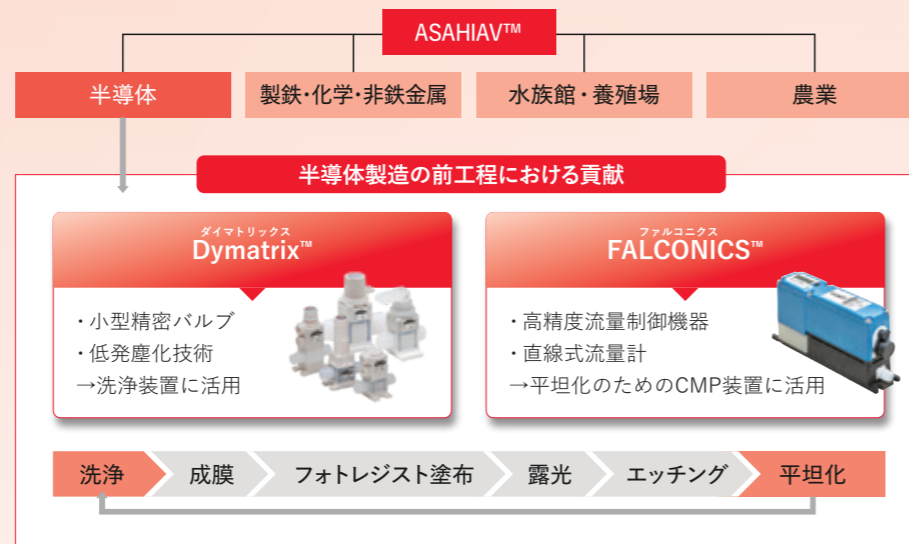 ASAHIAV™
半導体
製鉄・化学・非鉄金属
水族館・養殖場
農業
半導体製造の前工程における貢献
ダイマトリックス
Dymatrix™
・小型精密バルブ
・低発塵化技術
→洗浄装置に活用
ファルコニクス
FALCONICS™
・高精度流量制御機器
・直線式流量計
→平坦化のためのCMP装置に活用
洗浄
成膜
フォトレジスト塗布
露光
エッチング
平坦化